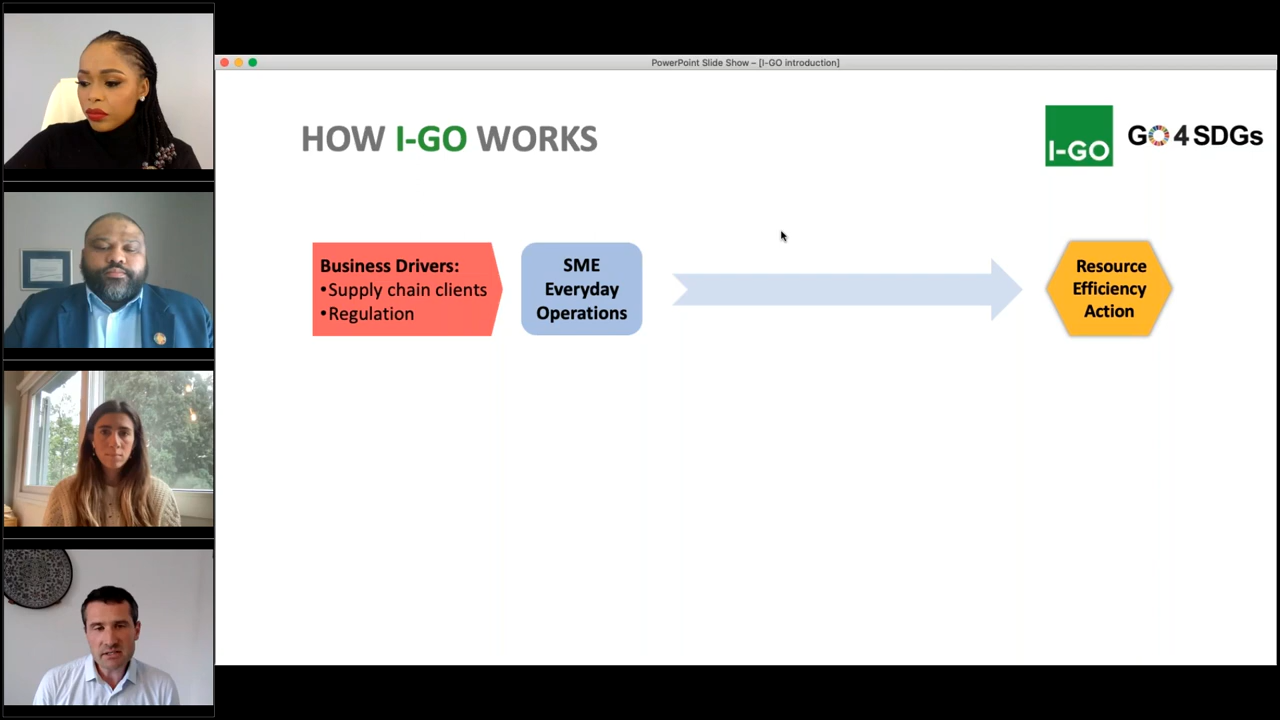 PowerPoint Slide Show – [I-GO introduction]
HOW I-GO WORKS
I-GO
GO 4 SDGs
Business Drivers:
•Supply chain clients
•Regulation
SME
Everyday
Operations
Resource
Efficiency
Action